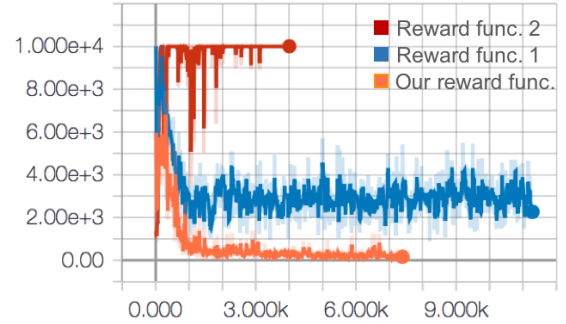 1.000e+4
8.00e+3
6.00e+3
4.00e+3
2.00e+3
0.00
Reward func. 2
Reward func. 1
Our reward func.
0.000 3.000k 6.000k 9.000k